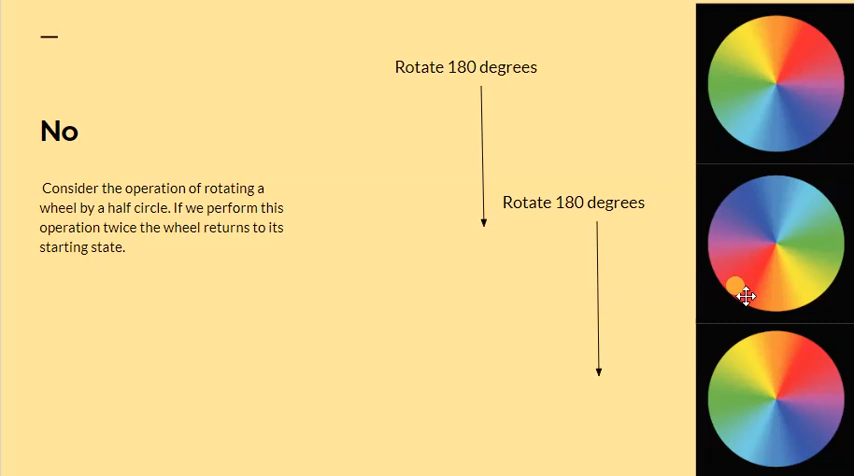 No
Consider the operation of rotating a
wheel by a half circle. If we perform this
operation twice the wheel returns to its
starting state.
Rotate 180 degrees
Rotate 180 degrees